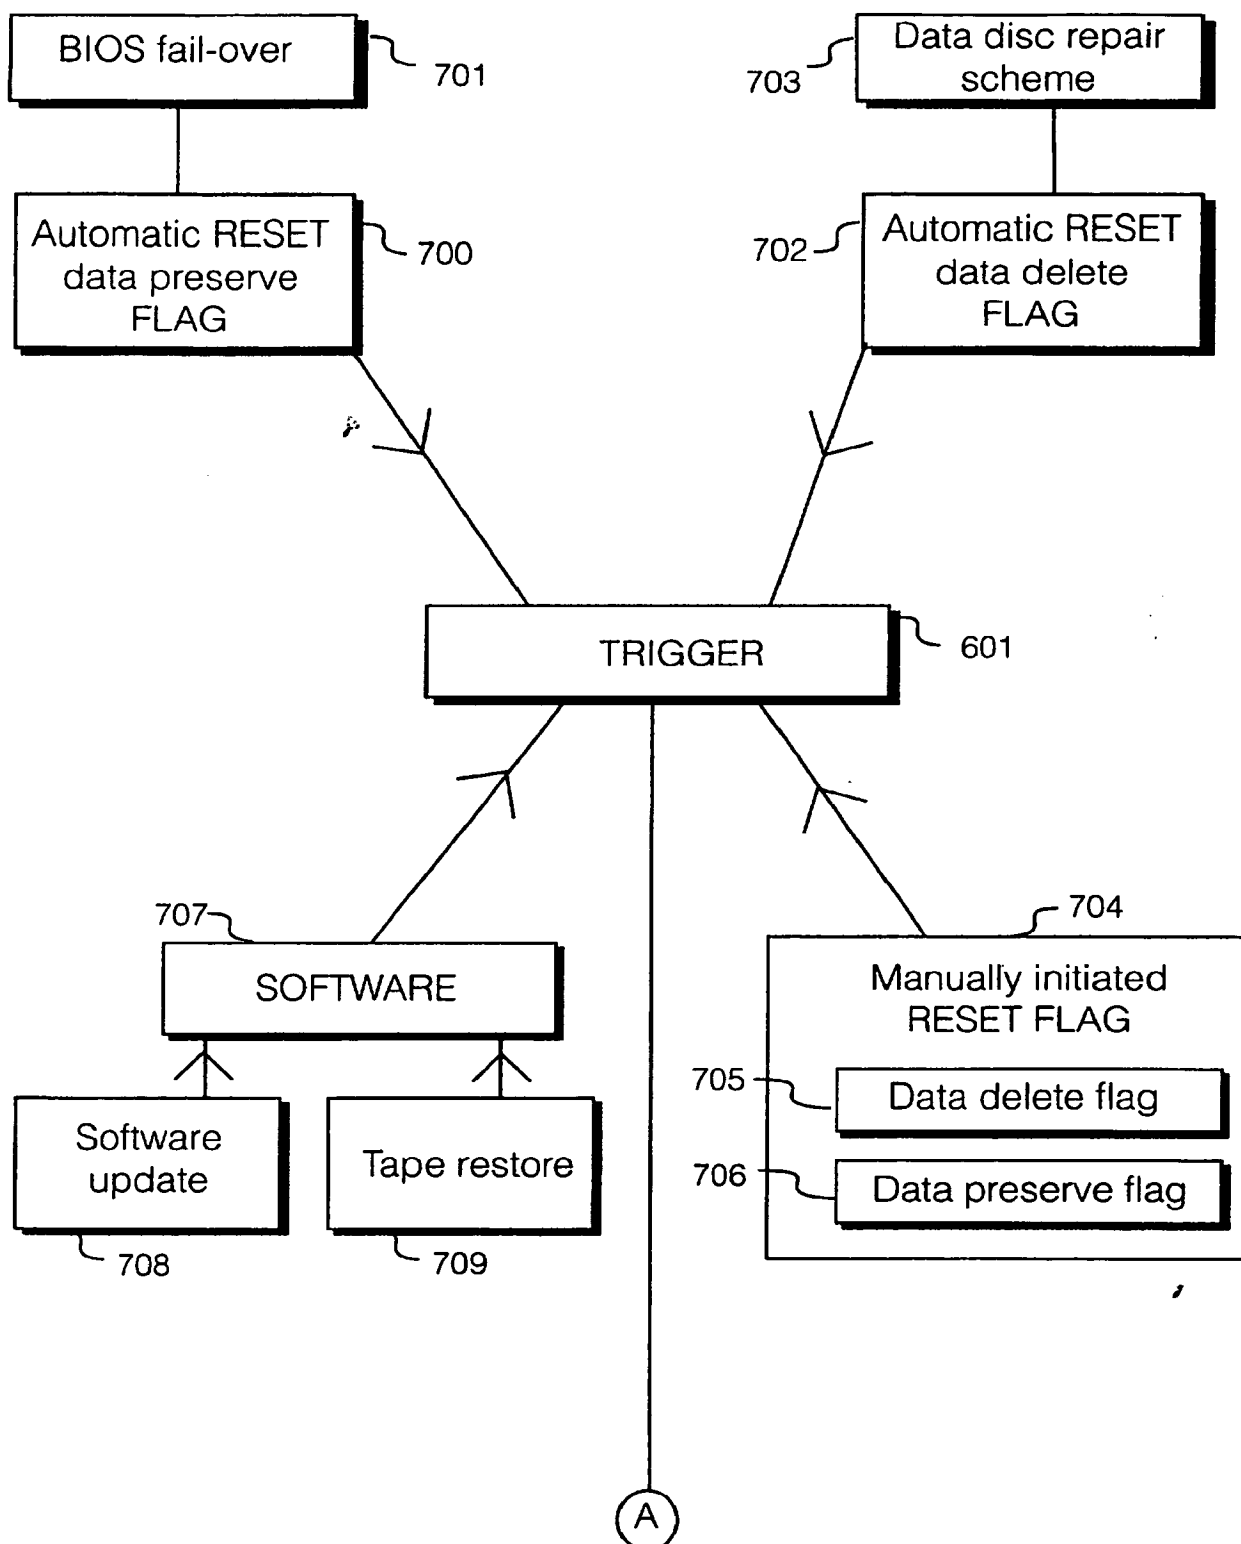 BIOS fail-over
701
703
Data disc repair
scheme
Automatic RESET
data preserve
FLAG
700
702
Automatic RESET
data delete
FLAG
TRIGGER
601
707
SOFTWARE
704
Manually initiated
RESET FLAG
705
Data delete flag
706
Data preserve flag
Software
update
708
Tape restore
709
A